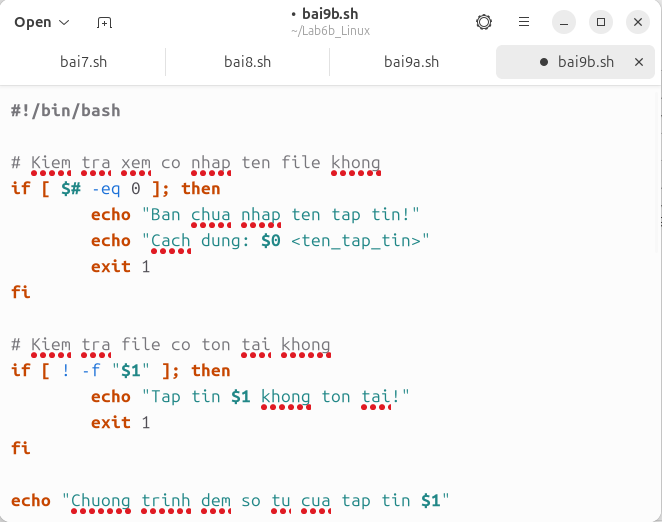 Open
• bai9b.sh
~/Lab6b_Linux
bai7.sh
bai8.sh
bai9a.sh
● bai9b.sh
#!/bin/bash
# Kiem tra xem co nhap ten file khong
if [ $# -eq 0 ]; then
echo "Ban chua nhap ten tap tin!"
echo "Cach dung: $0 <ten_tap_tin>"
exit 1
fi
# Kiem tra file co ton tai khong
if [ ! -f "$1" ]; then
echo "Tap tin $1 khong ton tai!"
exit 1
fi
echo "Chuong trinh dem so tu cua tap tin $1"